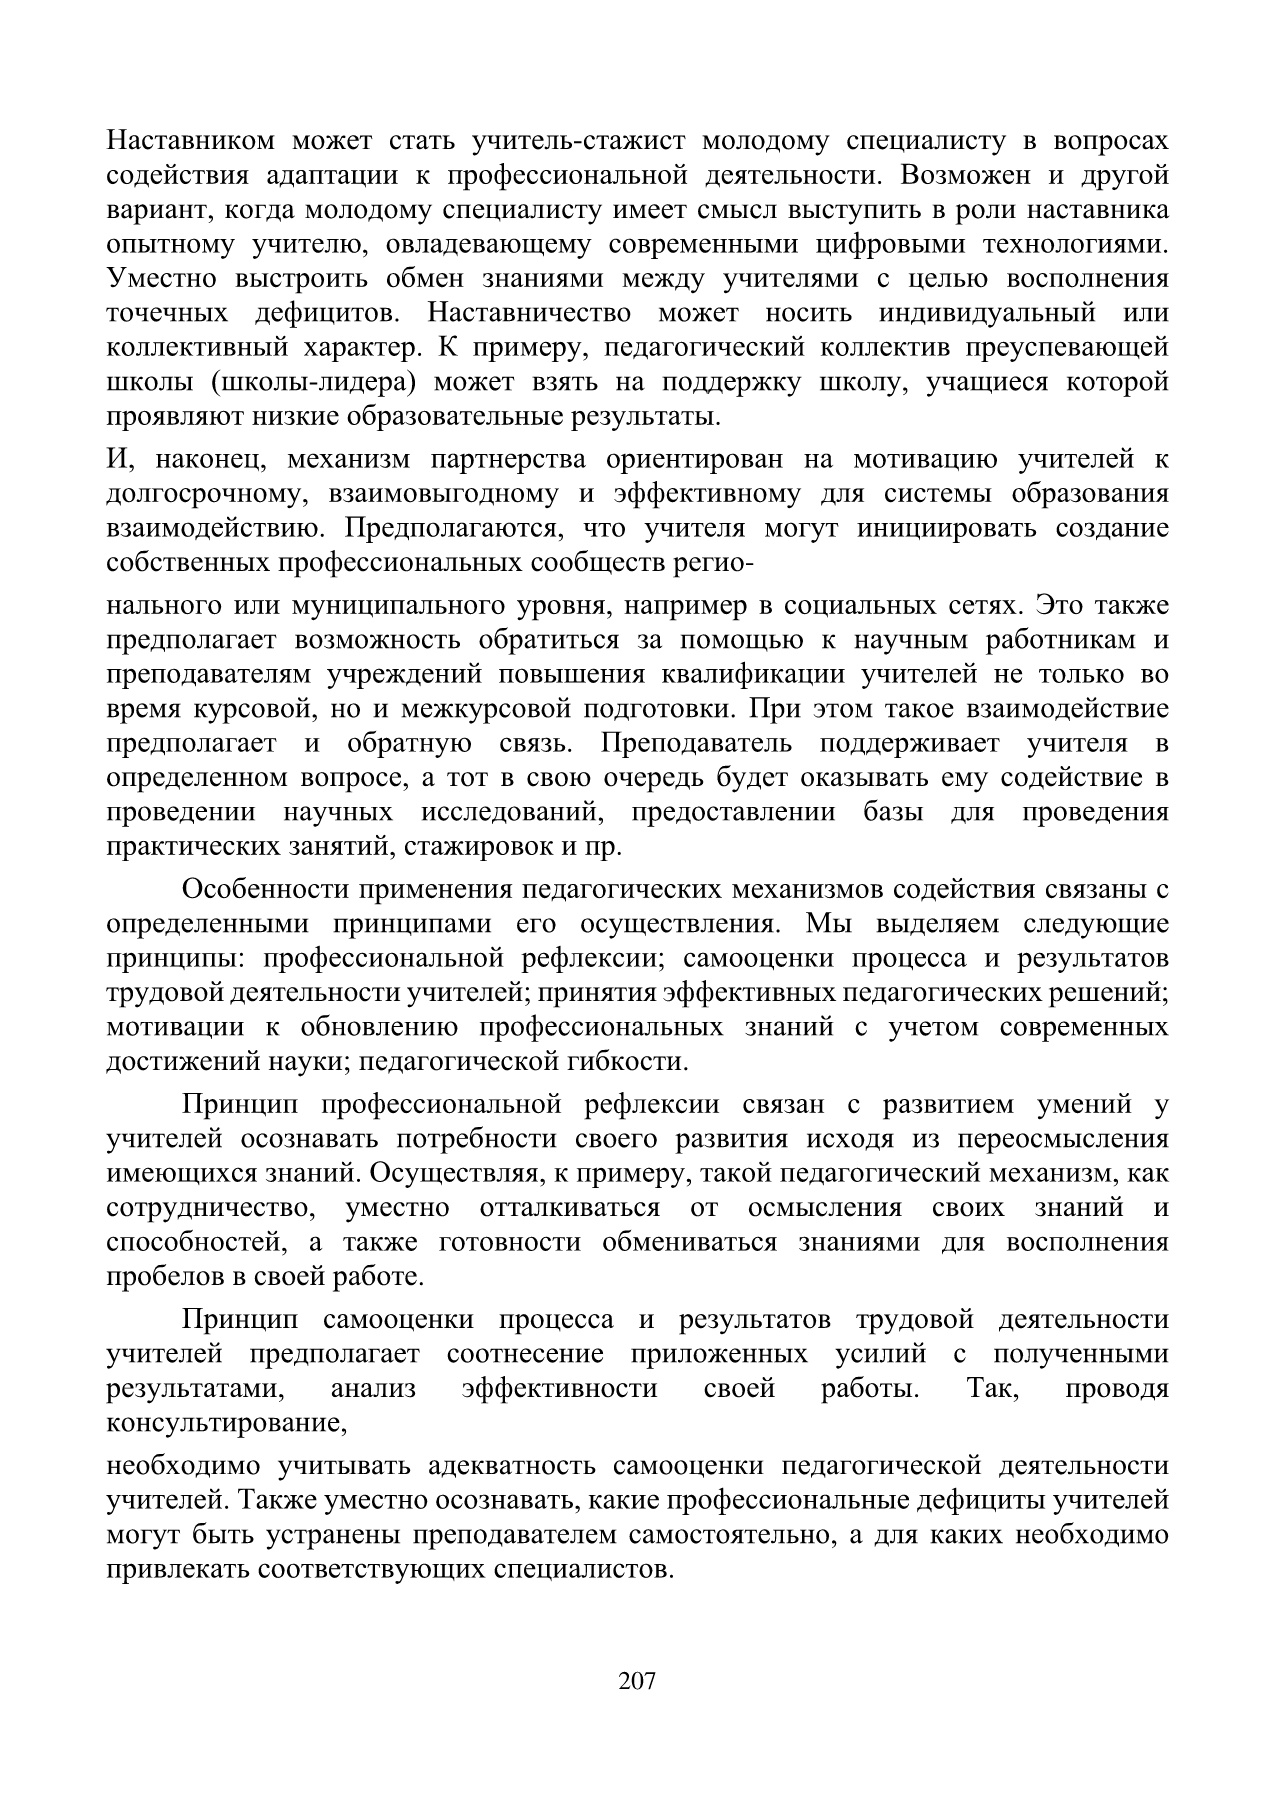 Наставником может стать учитель-стажист молодому специалисту в вопросах
содействия адаптации к профессиональной деятельности. Возможен и другой
вариант, когда молодому специалисту имеет смысл выступить в роли наставника
опытному учителю, овладевающему современными цифровыми технологиями.
Уместно выстроить обмен знаниями между учителями с целью восполнения
точечных дефицитов. Наставничество может носить индивидуальный или
коллективный характер. К примеру, педагогический коллектив преуспевающей
школы (школы-лидера) может взять на поддержку школу, учащиеся которой
проявляют низкие образовательные результаты.
И, наконец, механизм партнерства ориентирован на мотивацию учителей к
долгосрочному, взаимовыгодному и эффективному для системы образования
взаимодействию. Предполагаются, что учителя могут инициировать создание
собственных профессиональных сообществ регио-
нального или муниципального уровня, например в социальных сетях. Это также
предполагает возможность обратиться за помощью к научным работникам и
преподавателям учреждений повышения квалификации учителей не только во
время курсовой, но и межкурсовой подготовки. При этом такое взаимодействие
предполагает и обратную связь. Преподаватель поддерживает учителя в
определенном вопросе, а тот в свою очередь будет оказывать ему содействие в
проведении научных исследований, предоставлении базы для проведения
практических занятий, стажировок и пр.
Особенности применения педагогических механизмов содействия связаны с
определенными принципами его осуществления. Мы выделяем следующие
принципы: профессиональной рефлексии; самооценки процесса и результатов
трудовой деятельности учителей; принятия эффективных педагогических решений;
мотивации к обновлению профессиональных знаний с учетом современных
достижений науки; педагогической гибкости.
Принцип профессиональной рефлексии связан с развитием умений у
учителей осознавать потребности своего развития исходя из переосмысления
имеющихся знаний. Осуществляя, к примеру, такой педагогический механизм, как
сотрудничество, уместно отталкиваться от осмысления своих знаний и
способностей, а также готовности обмениваться знаниями для восполнения
пробелов в своей работе.
Принцип самооценки процесса и результатов трудовой деятельности
учителей предполагает соотнесение приложенных усилий с полученными
результатами, анализ эффективности своей работы. Так, проводя
консультирование,
необходимо учитывать адекватность самооценки педагогической деятельности
учителей. Также уместно осознавать, какие профессиональные дефициты учителей
могут быть устранены преподавателем самостоятельно, а для каких необходимо
привлекать соответствующих специалистов.
207